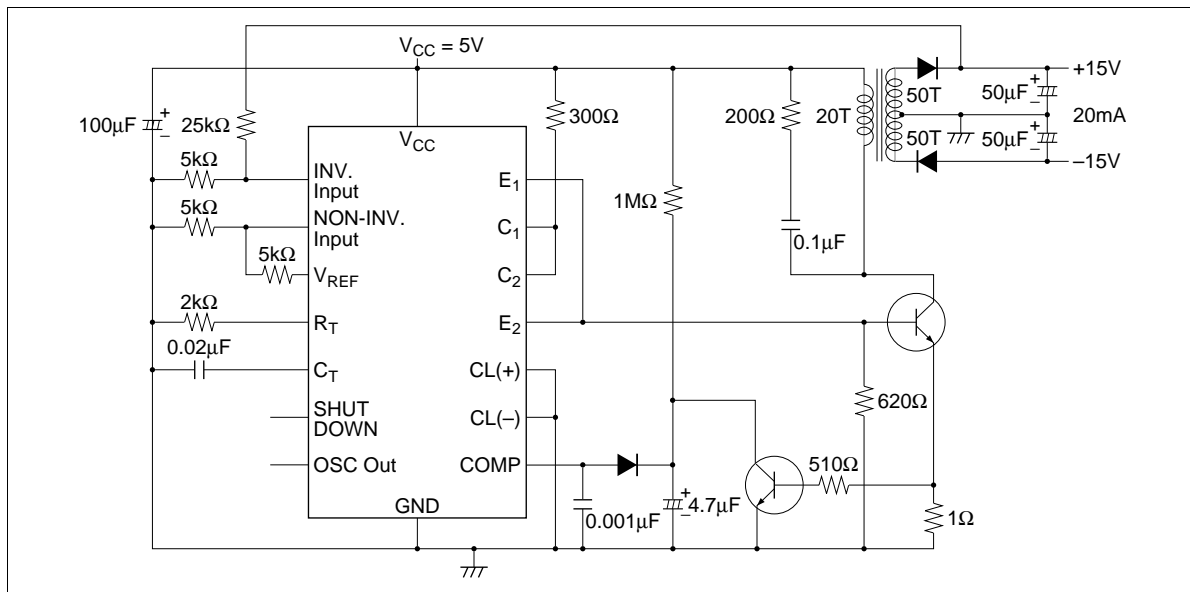 V_CC = 5V
+15V
50T
50μF
+
–
100μF
+
–
25kΩ
300Ω
200Ω
20T
20mA
V_CC
50T
50μF
+
–
–15V
5kΩ
INV.
Input
E_1
1MΩ
5kΩ
NON-INV.
Input
C_1
0.1μF
5kΩ
V_REF
C_2
2kΩ
R_T
E_2
0.02μF
C_T
CL(+)
620Ω
SHUT
DOWN
CL(–)
OSC Out
COMP
510Ω
GND
0.001μF
+
–
4.7μF
1Ω